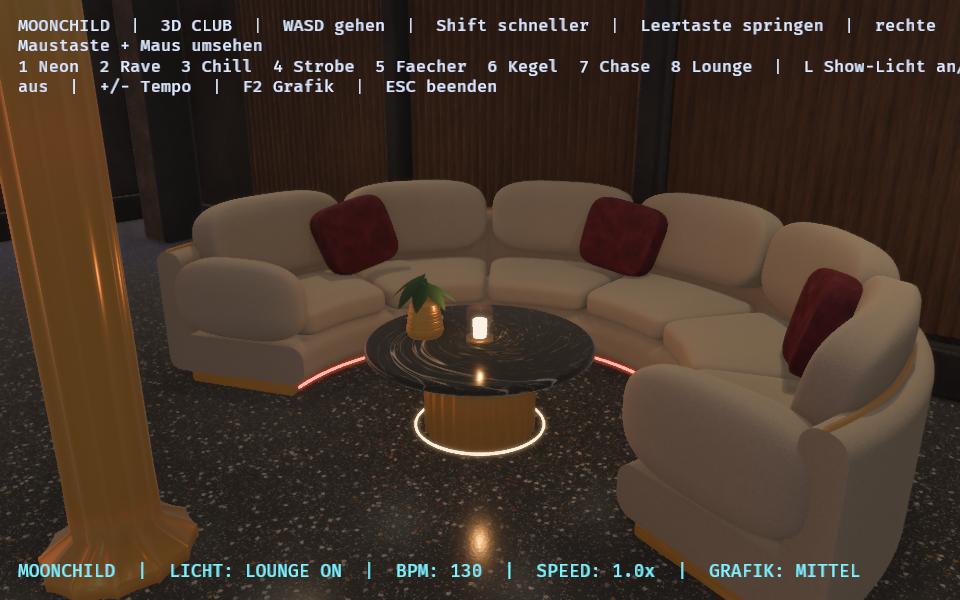 MOONCHILD | 3D CLUB | WASD gehen | Shift schneller | Leertaste springen | rechte
Maustaste + Maus umsehen
1 Neon 2 Rave 3 Chill 4 Strobe 5 Faecher 6 Kegel 7 Chase 8 Lounge | L Show-Licht an/
aus | +/- Tempo | F2 Grafik | ESC beenden
MOONCHILD | LICHT: LOUNGE ON | BPM: 130 | SPEED: 1.0x | GRAFIK: MITTEL